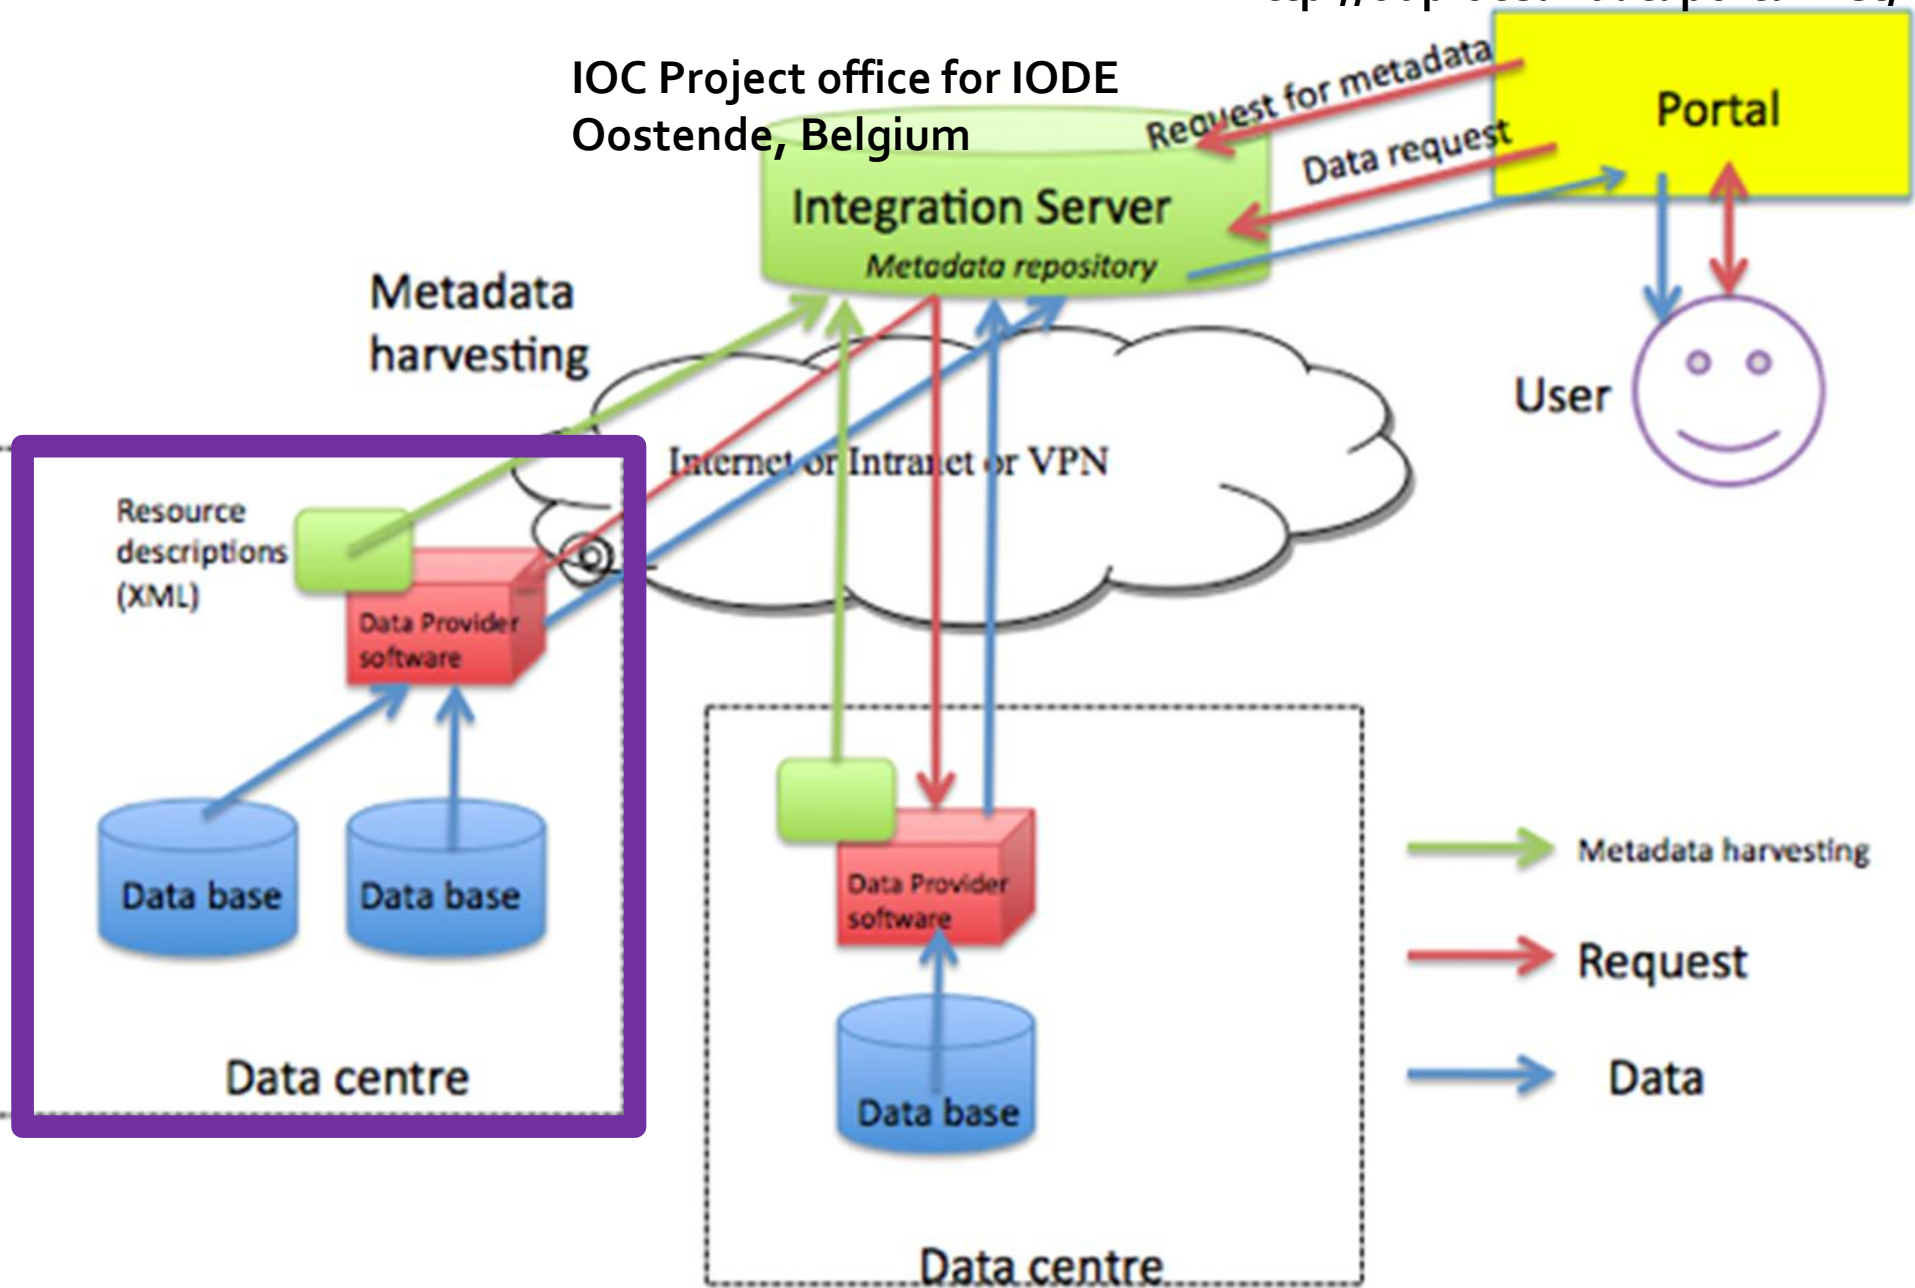 IOC Project office for IODE
Oostende, Belgium
Request for metadata
Data request
Portal
Integration Server
Metadata repository
Metadata
harvesting
User
Internet or Intranet or VPN
Resource
descriptions
(XML)
Data Provider
software
Data base
Data base
Data centre
Data Provider
software
Data base
Data centre
Metadata harvesting
Request
Data